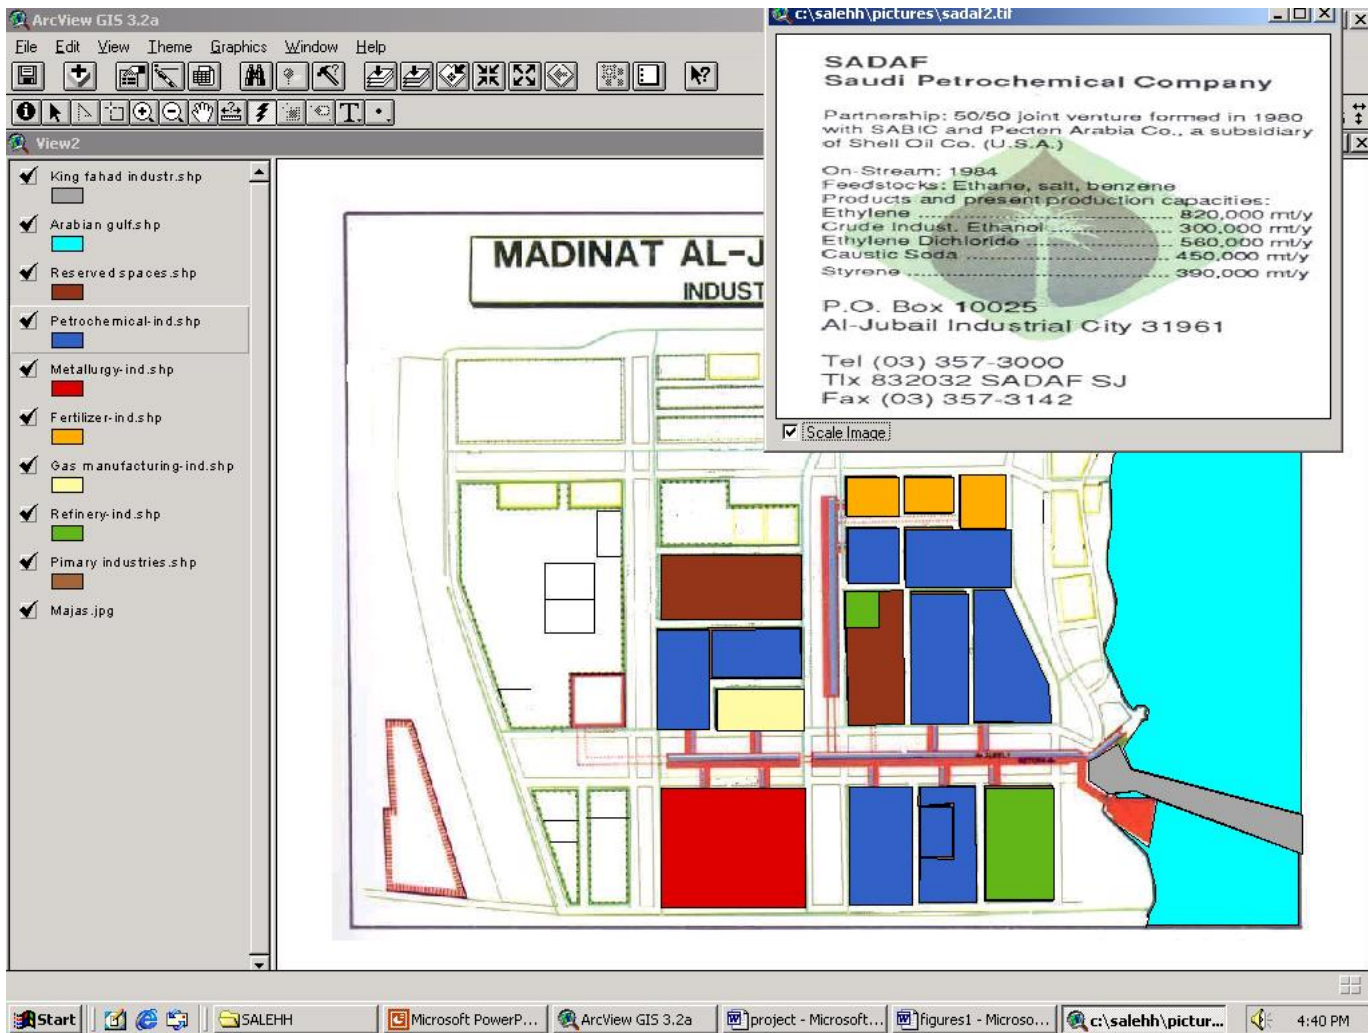 ArcView GIS 3.2a
File Edit View Theme Graphics Window Help
View2
King fahad industr.shp
Arabian gulf.shp
Reserved spaces.shp
Petrochemical-ind.shp
Metallurgy-ind.shp
Fertilizer-ind.shp
Gas manufacturing-ind.shp
Refinery-ind.shp
Pimary industries.shp
Majas.jpg
MADINAT AL-J
INDUST
c:\salehh\pictures\sadaf2.tif
SADAF
Saudi Petrochemical Company
Partnership: 50/50 joint venture formed in 1980
with SABIC and Pecten Arabia Co., a subsidiary
of Shell Oil Co. (U.S.A.)
On-Stream: 1984
Feedstocks: Ethane, salt, benzene
Products and present production capacities:
Ethylene ........................................ 820,000 mt/y
Crude Indust. Ethanol .................. 300,000 mt/y
Ethylene Dichloride ...................... 560,000 mt/y
Caustic Soda ................................ 450,000 mt/y
Styrene ......................................... 390,000 mt/y
P.O. Box 10025
Al-Jubail Industrial City 31961
Tel (03) 357-3000
Tlx 832032 SADAF SJ
Fax (03) 357-3142
Scale Image
Start SALEHH Microsoft PowerP... ArcView GIS 3.2a project - Microsoft... figures1 - Microso... c:\salehh\pictur... 4:40 PM